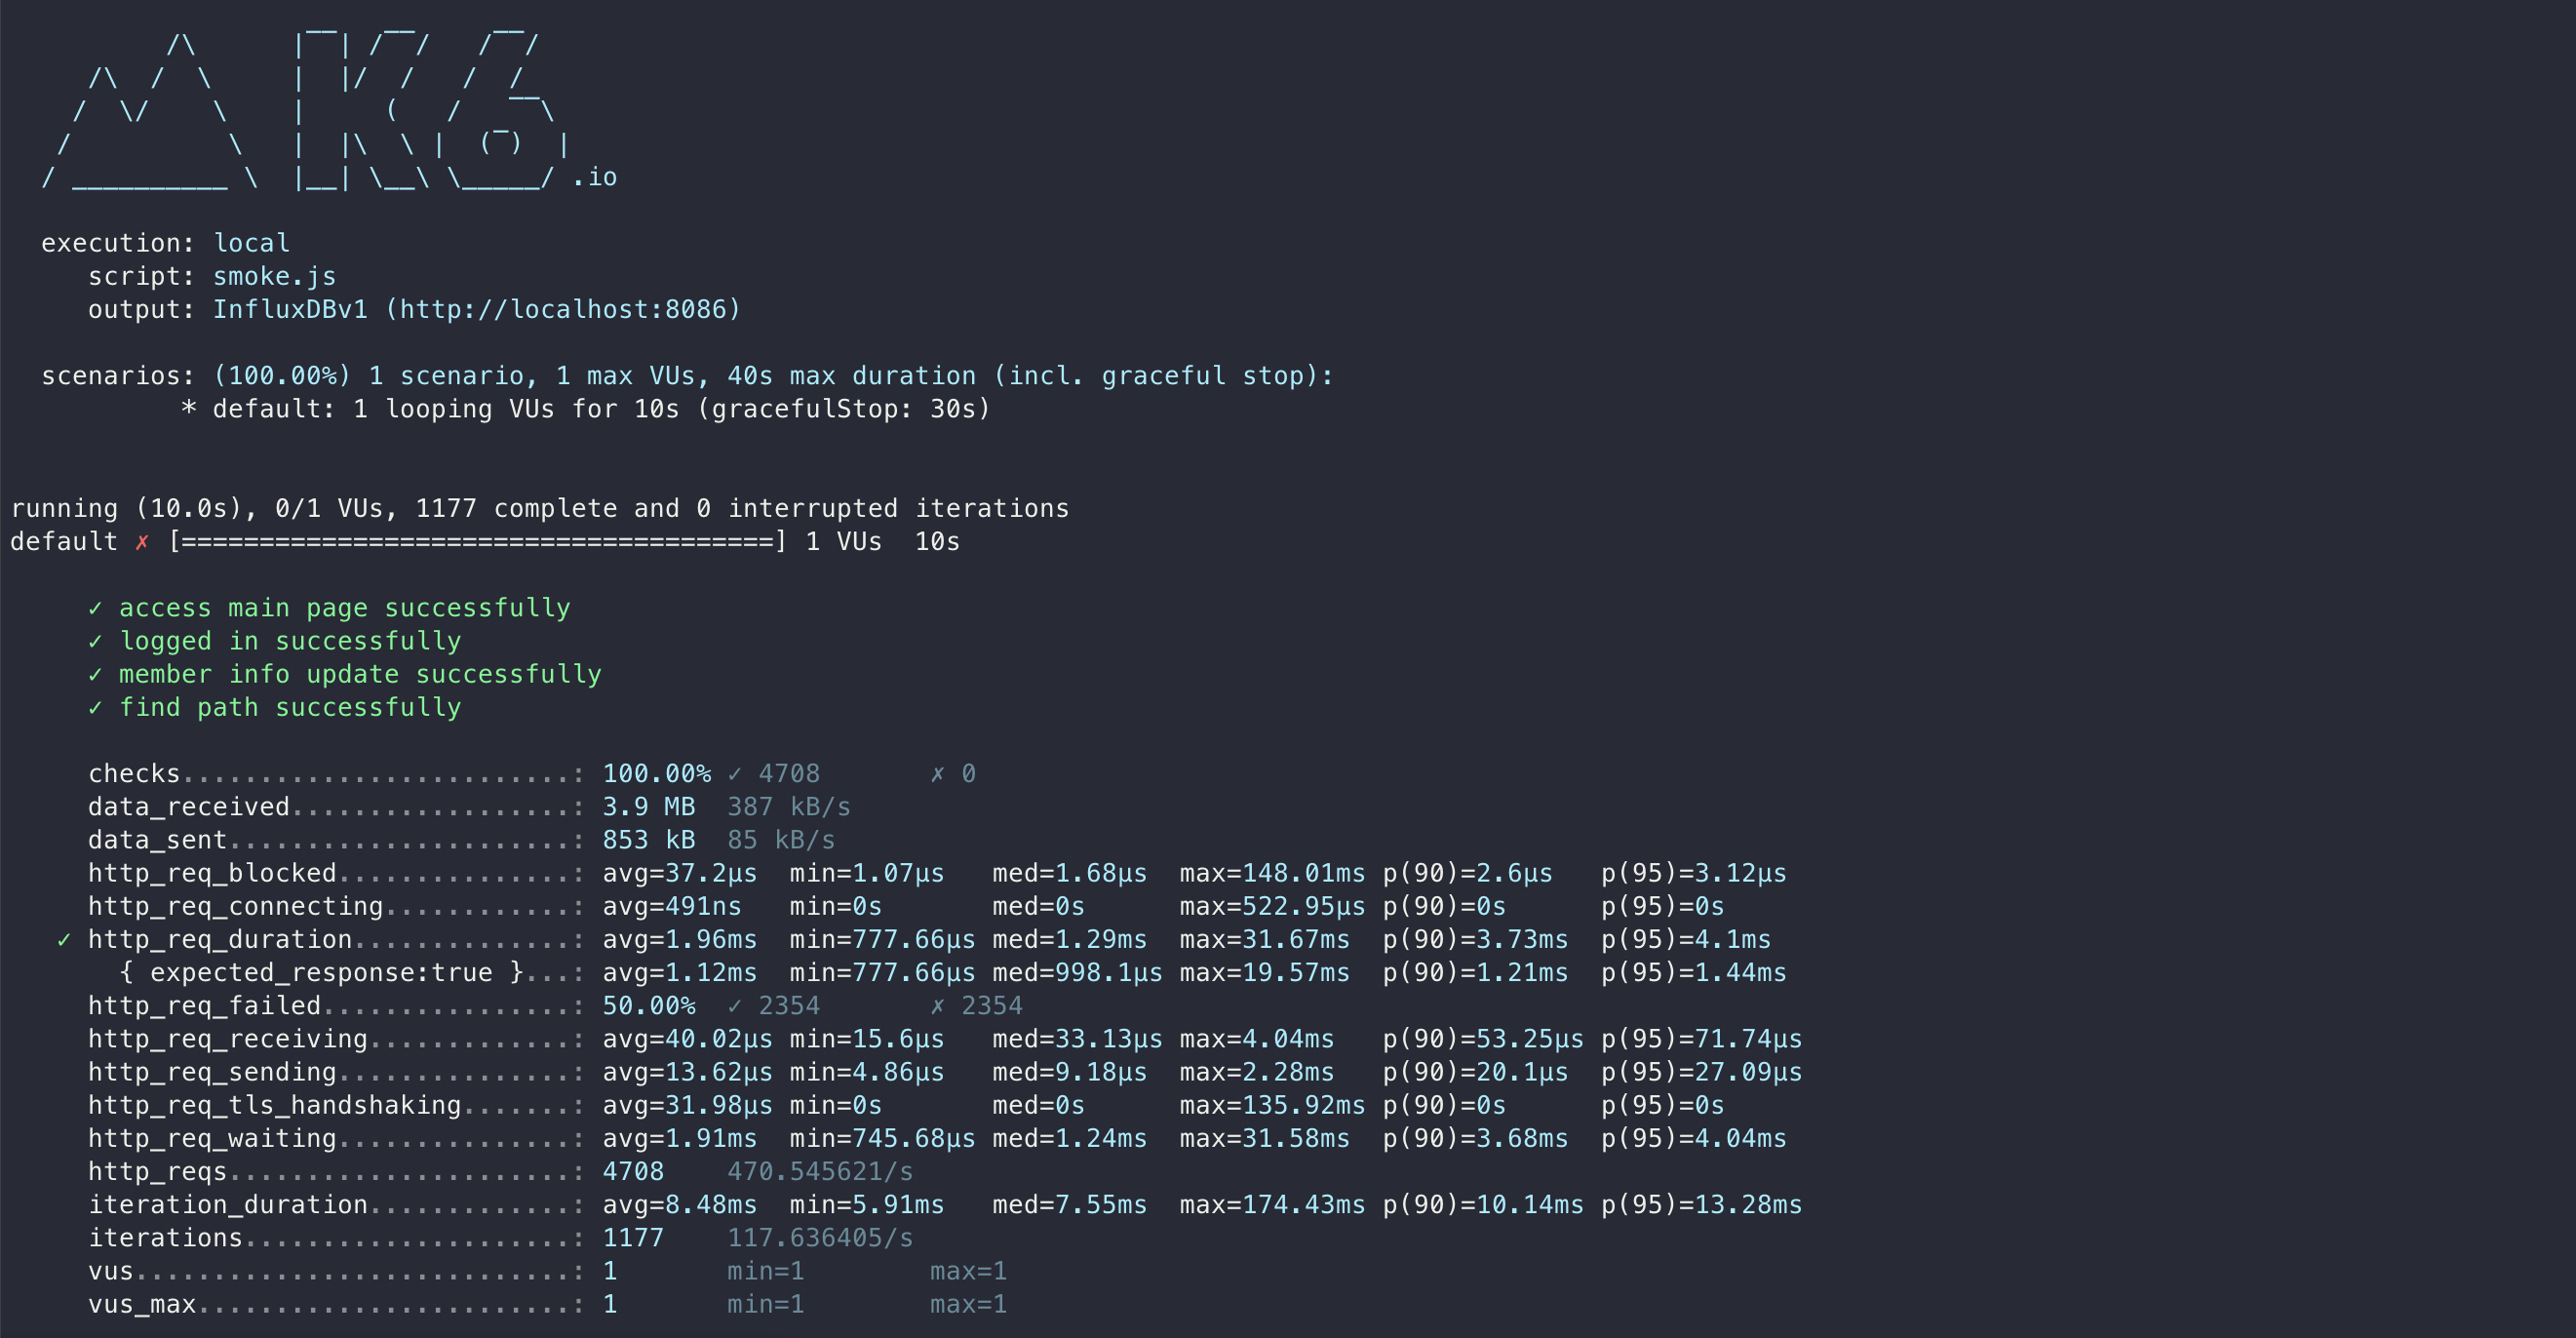 /\      |‾‾| /‾‾/   /‾‾/
     /\  /  \     |  |/  /   /  /
    /  \/    \    |     (   /   ‾‾\
   /          \   |  |\  \ |  (‾)  |
  / __________ \  |__| \__\ \_____/ .io
execution: local
script: smoke.js
output: InfluxDBv1 (http://localhost:8086)
scenarios: (100.00%) 1 scenario, 1 max VUs, 40s max duration (incl. graceful stop):
* default: 1 looping VUs for 10s (gracefulStop: 30s)
running (10.0s), 0/1 VUs, 1177 complete and 0 interrupted iterations
default ✗ [======================================] 1 VUs  10s
✓ access main page successfully
✓ logged in successfully
✓ member info update successfully
✓ find path successfully
checks.........................: 100.00% ✓ 4708       ✗ 0
data_received..................: 3.9 MB  387 kB/s
data_sent......................: 853 kB  85 kB/s
http_req_blocked...............: avg=37.2µs  min=1.07µs   med=1.68µs  max=148.01ms p(90)=2.6µs   p(95)=3.12µs
http_req_connecting............: avg=491ns   min=0s       med=0s      max=522.95µs p(90)=0s      p(95)=0s
✓ http_req_duration..............: avg=1.96ms  min=777.66µs med=1.29ms  max=31.67ms  p(90)=3.73ms  p(95)=4.1ms
{ expected_response:true }...: avg=1.12ms  min=777.66µs med=998.1µs max=19.57ms  p(90)=1.21ms  p(95)=1.44ms
http_req_failed................: 50.00%  ✓ 2354       ✗ 2354
http_req_receiving.............: avg=40.02µs min=15.6µs   med=33.13µs max=4.04ms   p(90)=53.25µs p(95)=71.74µs
http_req_sending...............: avg=13.62µs min=4.86µs   med=9.18µs  max=2.28ms   p(90)=20.1µs  p(95)=27.09µs
http_req_tls_handshaking.......: avg=31.98µs min=0s       med=0s      max=135.92ms p(90)=0s      p(95)=0s
http_req_waiting...............: avg=1.91ms  min=745.68µs med=1.24ms  max=31.58ms  p(90)=3.68ms  p(95)=4.04ms
http_reqs......................: 4708    470.545621/s
iteration_duration.............: avg=8.48ms  min=5.91ms   med=7.55ms  max=174.43ms p(90)=10.14ms p(95)=13.28ms
iterations.....................: 1177    117.636405/s
vus............................: 1       min=1        max=1
vus_max........................: 1       min=1        max=1